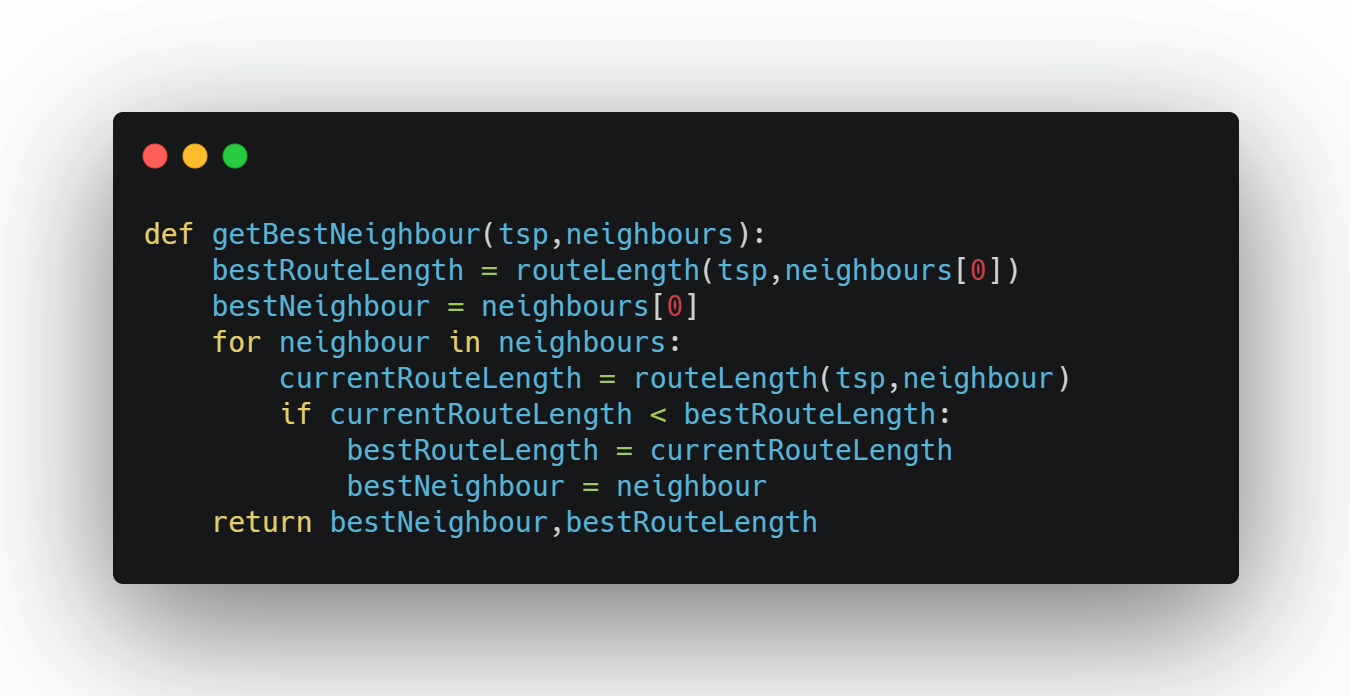 def getBestNeighbour(tsp,neighbours):
    bestRouteLength = routeLength(tsp,neighbours[0])
    bestNeighbour = neighbours[0]
    for neighbour in neighbours:
        currentRouteLength = routeLength(tsp,neighbour)
        if currentRouteLength < bestRouteLength:
            bestRouteLength = currentRouteLength
            bestNeighbour = neighbour
    return bestNeighbour,bestRouteLength